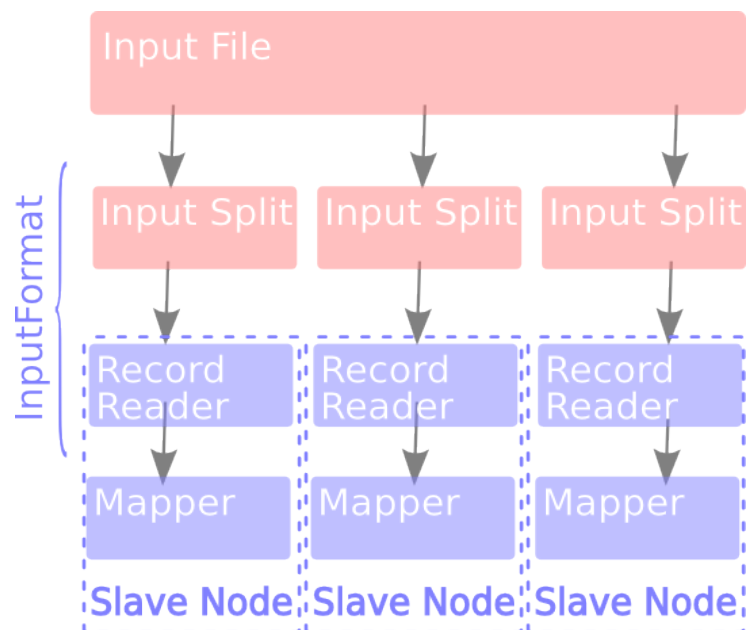 Input File
InputFormat
Input Split
Input Split
Input Split
Record
Reader
Record
Reader
Record
Reader
Mapper
Mapper
Mapper
Slave Node
Slave Node
Slave Node